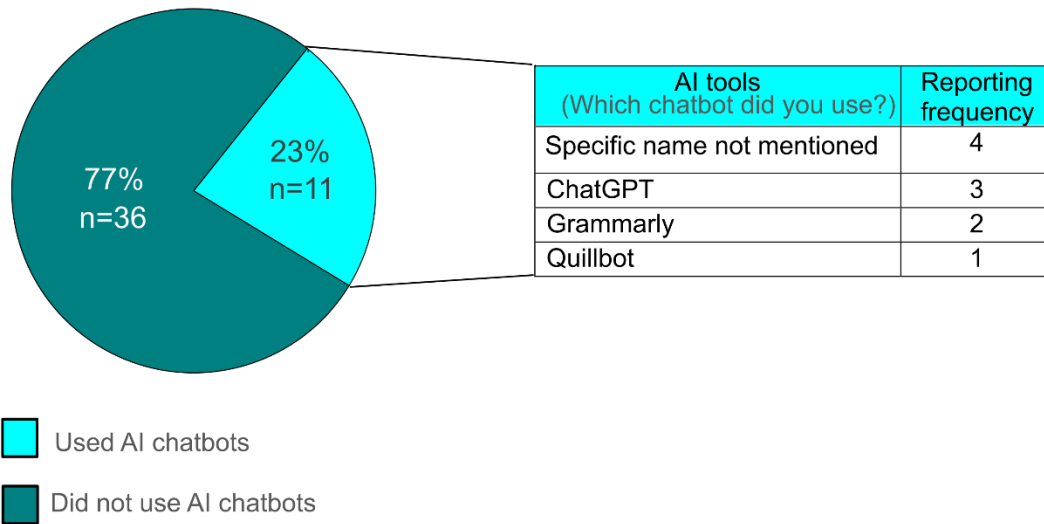 77%
n=36
23%
n=11
AI tools
(Which chatbot did you use?)
Reporting
frequency
Specific name not mentioned
4
ChatGPT
3
Grammarly
2
Quillbot
1
Used AI chatbots
Did not use AI chatbots